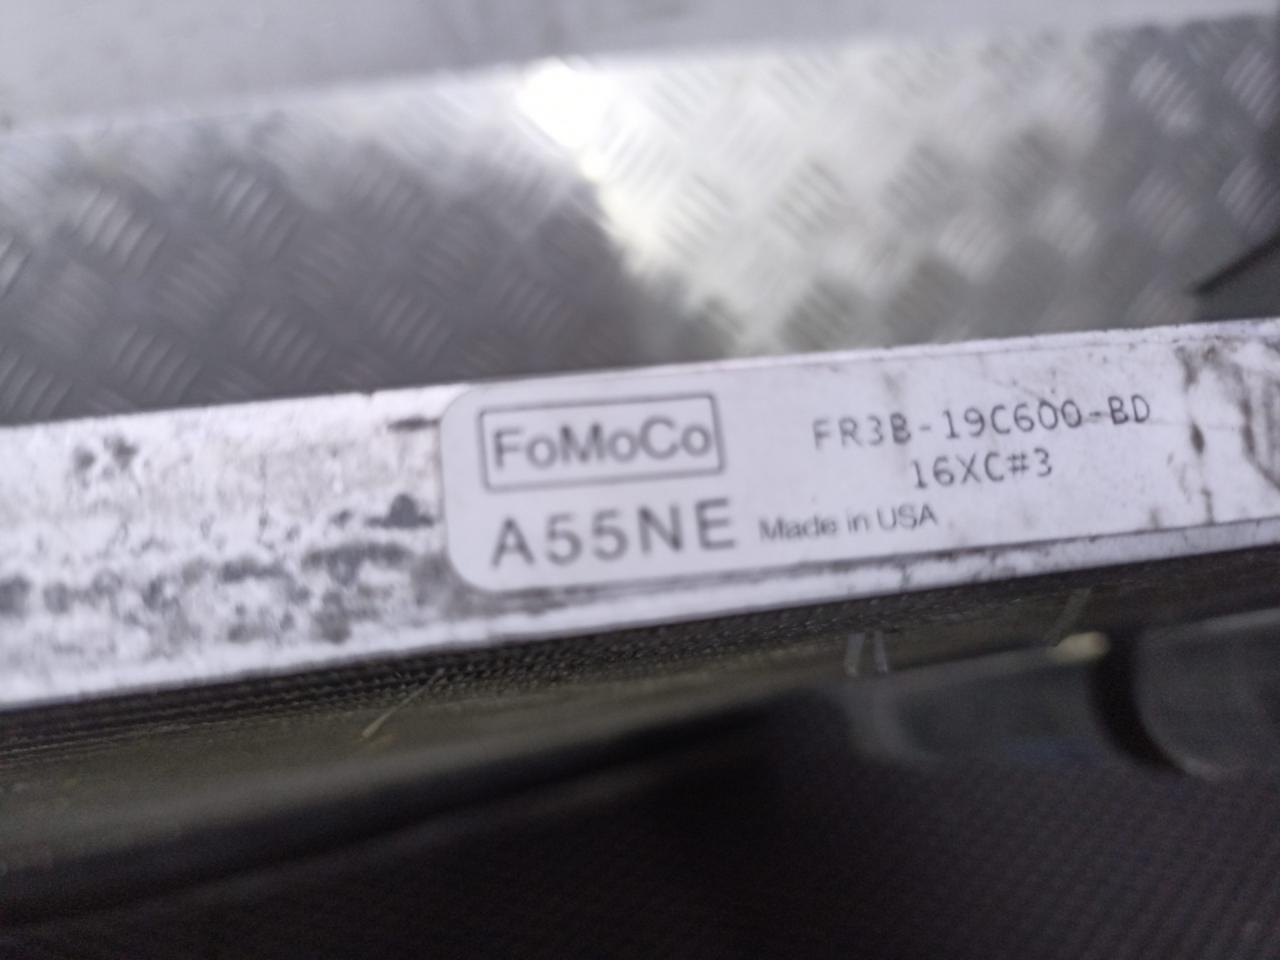 FoMoCo
A55NE
Made in USA
FR3B-19C600-BD
16XC#3